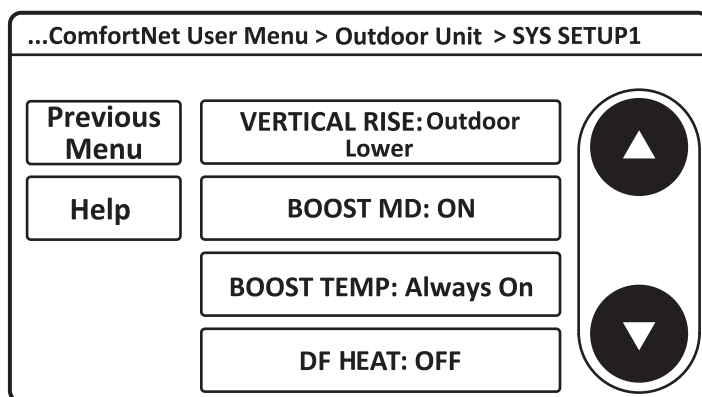 ...ComfortNet User Menu > Outdoor Unit > SYS SETUP1
Previous
Menu
VERTICAL RISE: Outdoor
Lower
Help
BOOST MD: ON
BOOST TEMP: Always On
DF HEAT: OFF